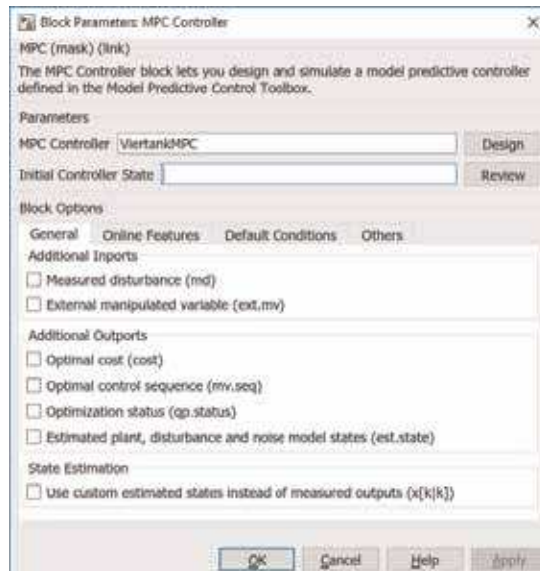 Block Parameters: MPC Controller
MPC (mask) (link)
The MPC Controller block lets you design and simulate a model predictive controller
defined in the Model Predictive Control Toolbox.
Parameters
MPC Controller ViertankMPC Design
Initial Controller State Review
Block Options
General Online Features Default Conditions Others
Additional Inports
Measured disturbance (md)
External manipulated variable (ext.mv)
Additional Outports
Optimal cost (cost)
Optimal control sequence (mv.seq)
Optimization status (qp.status)
Estimated plant, disturbance and noise model states (est.state)
State Estimation
Use custom estimated states instead of measured outputs (x[k|k])
OK Cancel Help Apply